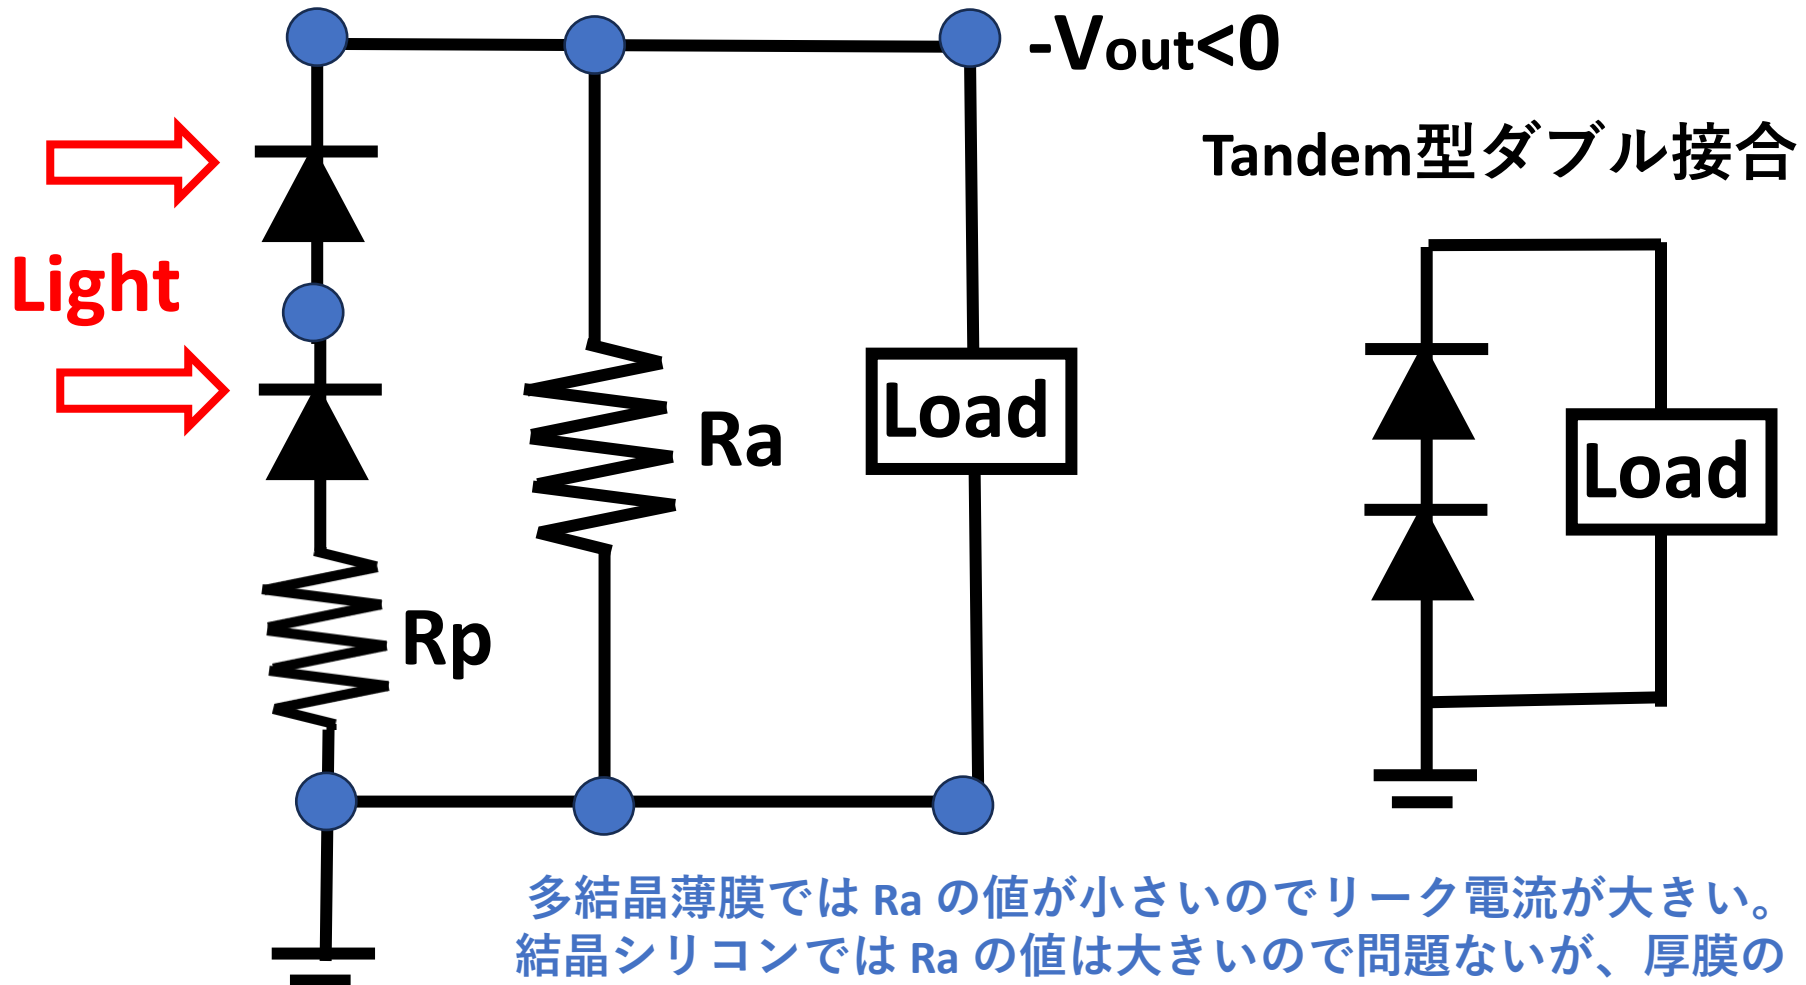 -Vout<0
Tandem型ダブル接合
Light
Ra
Load
Load
Rp
多結晶薄膜では Ra の値が小さいのでリーク電流が大きい。
結晶シリコンでは Ra の値は大きいので問題ないが、厚膜の